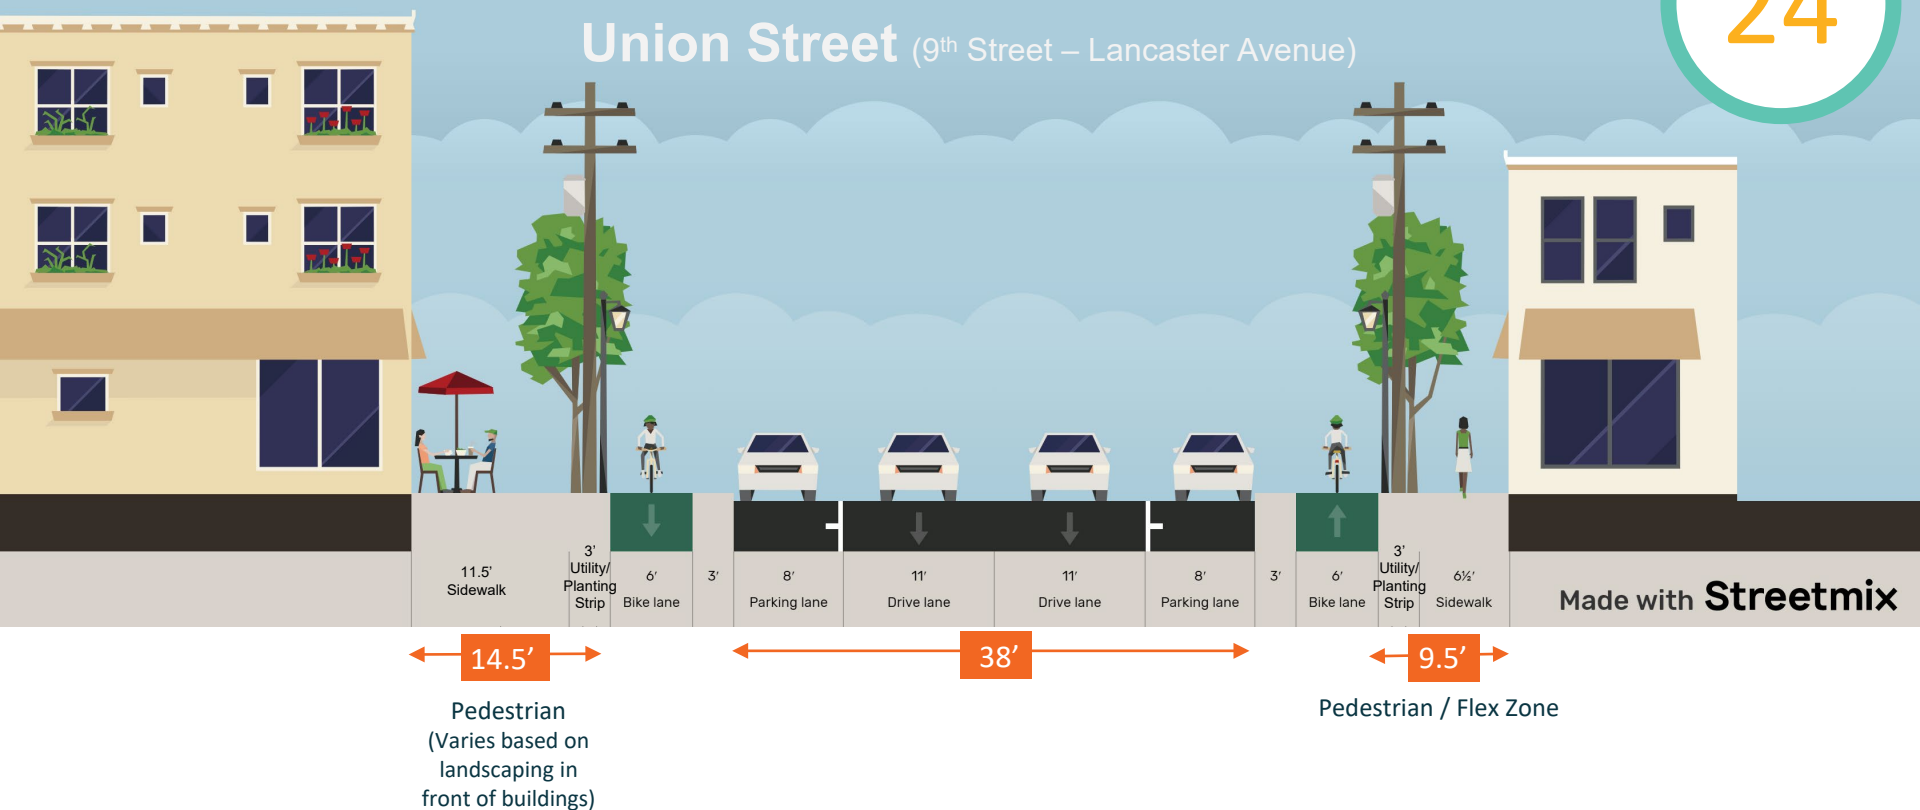 24
Union Street (9th Street – Lancaster Avenue)
11.5’
Sidewalk
3’
Utility/
Planting
Strip
6′
Bike lane
3′
8′
Parking lane
11′
Drive lane
11′
Drive lane
8′
Parking lane
3′
6′
Bike lane
3’
Utility/
Planting
Strip
6½′
Sidewalk
Made with Streetmix
14.5’
38’
9.5’
Pedestrian
(Varies based on
landscaping in
front of buildings)
Pedestrian / Flex Zone